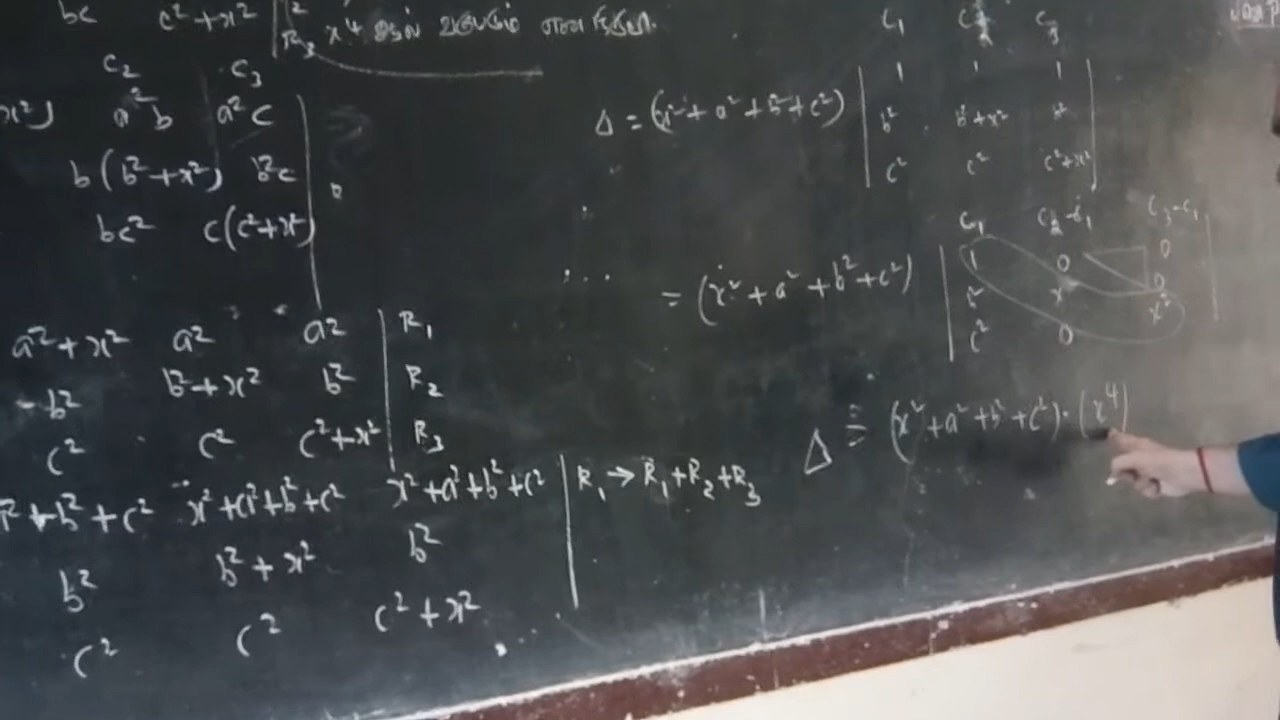 bc c²+x² | R₃ x⁴
C₂ C₃
x²) a²b a²c
b(b²+x²) b²c
bc² c(c²+x²)
a²+x² a² a² | R₁
b² b²+x² b² | R₂
c² c² c²+x² | R₃
+b²+c² x²+a²+b²+c² x²+a²+b²+c² | R₁→R₁+R₂+R₃
b² b²+x² b²
c² c² c²+x²
C₁ C₂ C₃
1 1 1
Δ = (x²+a²+b²+c²) | b² b²+x² b² |
c² c² c²+x²
C₁ C₂-C₁ C₃-C₁
1 0 0
= (x²+a²+b²+c²) | b² x² 0 |
c² 0 x²
Δ = (x²+a²+b²+c²)·(x⁴)